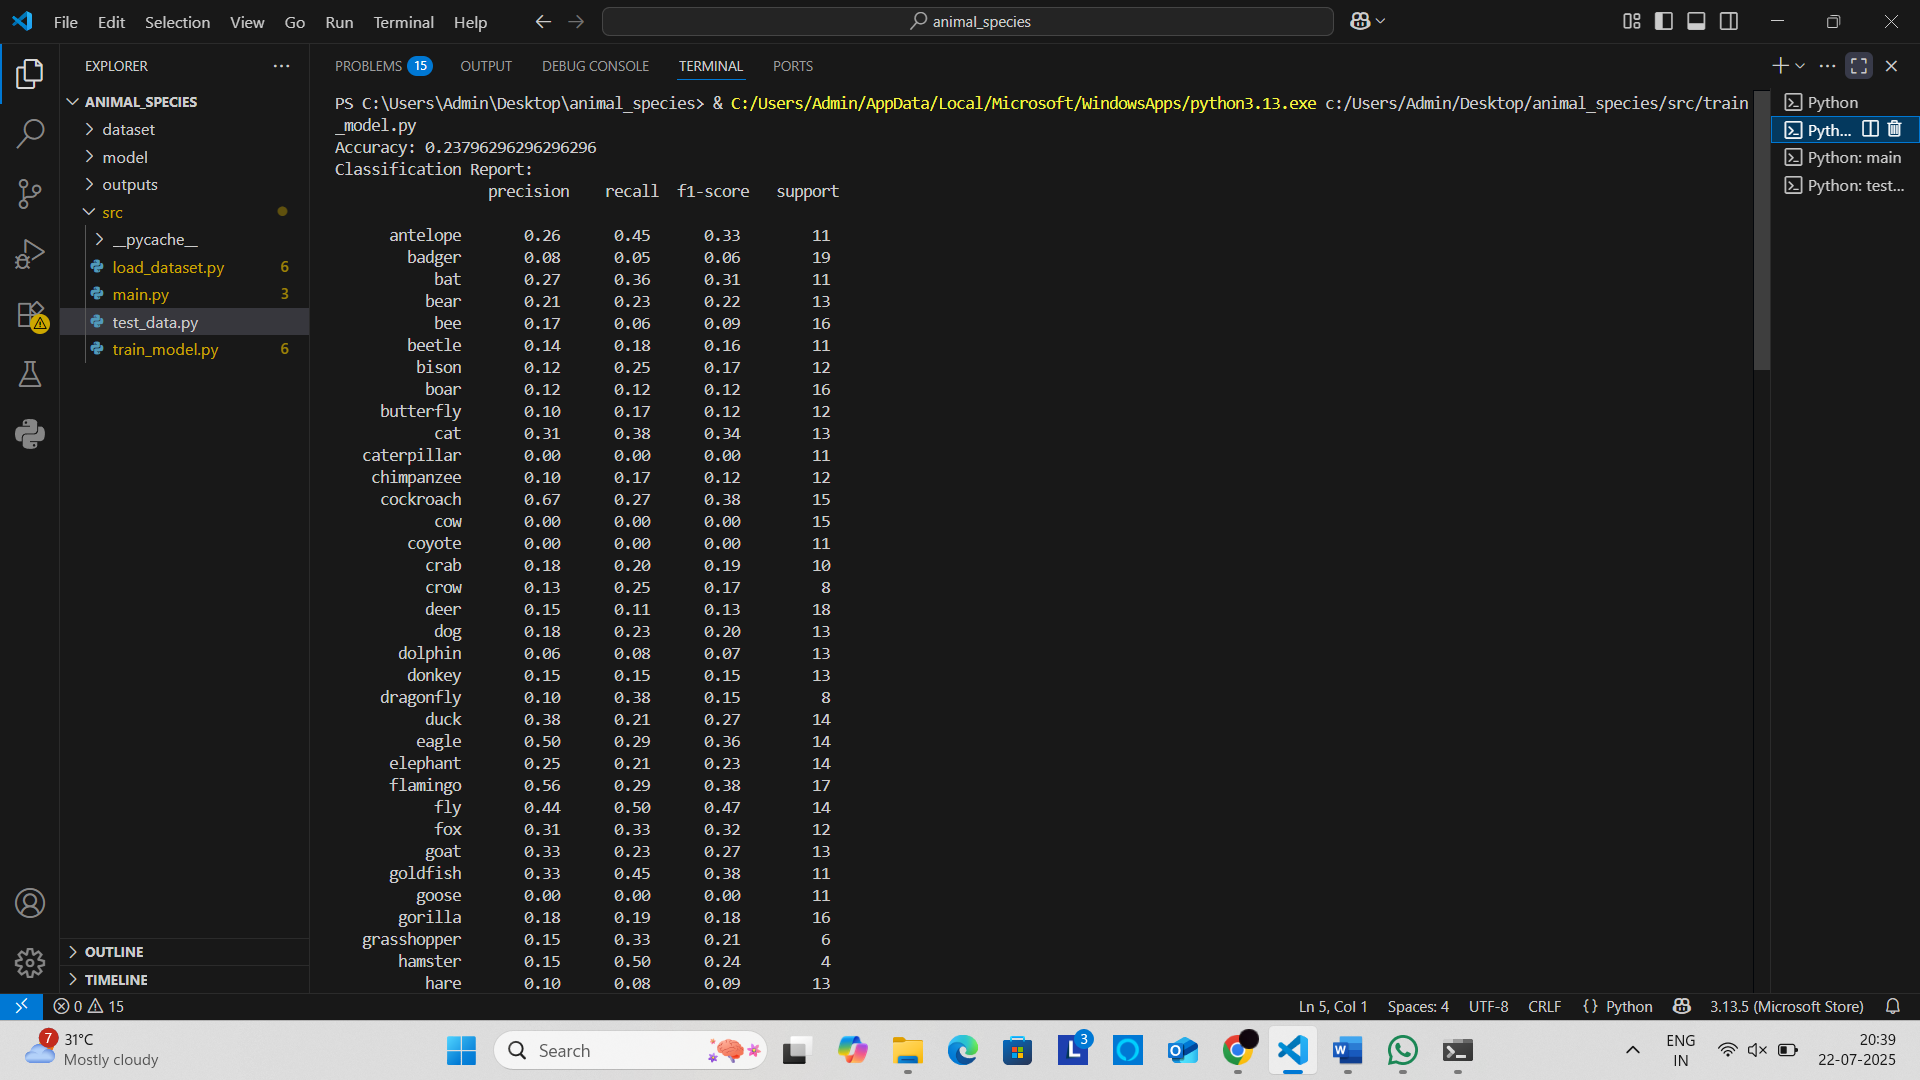 File Edit Selection View Go Run Terminal Help
animal_species
EXPLORER
ANIMAL_SPECIES
dataset
model
outputs
src
__pycache__
load_dataset.py 6
main.py 3
test_data.py
train_model.py 6
OUTLINE
TIMELINE
PROBLEMS 15 OUTPUT DEBUG CONSOLE TERMINAL PORTS
PS C:\Users\Admin\Desktop\animal_species> & C:/Users/Admin/AppData/Local/Microsoft/WindowsApps/python3.13.exe c:/Users/Admin/Desktop/animal_species/src/train
_model.py
Accuracy: 0.23796296296296296
Classification Report:
precision recall f1-score support
antelope 0.26 0.45 0.33 11
badger 0.08 0.05 0.06 19
bat 0.27 0.36 0.31 11
bear 0.21 0.23 0.22 13
bee 0.17 0.06 0.09 16
beetle 0.14 0.18 0.16 11
bison 0.12 0.25 0.17 12
boar 0.12 0.12 0.12 16
butterfly 0.10 0.17 0.12 12
cat 0.31 0.38 0.34 13
caterpillar 0.00 0.00 0.00 11
chimpanzee 0.10 0.17 0.12 12
cockroach 0.67 0.27 0.38 15
cow 0.00 0.00 0.00 15
coyote 0.00 0.00 0.00 11
crab 0.18 0.20 0.19 10
crow 0.13 0.25 0.17 8
deer 0.15 0.11 0.13 18
dog 0.18 0.23 0.20 13
dolphin 0.06 0.08 0.07 13
donkey 0.15 0.15 0.15 13
dragonfly 0.10 0.38 0.15 8
duck 0.38 0.21 0.27 14
eagle 0.50 0.29 0.36 14
elephant 0.25 0.21 0.23 14
flamingo 0.56 0.29 0.38 17
fly 0.44 0.50 0.47 14
fox 0.31 0.33 0.32 12
goat 0.33 0.23 0.27 13
goldfish 0.33 0.45 0.38 11
goose 0.00 0.00 0.00 11
gorilla 0.18 0.19 0.18 16
grasshopper 0.15 0.33 0.21 6
hamster 0.15 0.50 0.24 4
hare 0.10 0.08 0.09 13
Python
Pyth...
Python: main
Python: test...
0 15
Ln 5, Col 1 Spaces: 4 UTF-8 CRLF {} Python 3.13.5 (Microsoft Store)
7
31°C
Mostly cloudy
Search
L 3
ENG
IN
20:39
22-07-2025